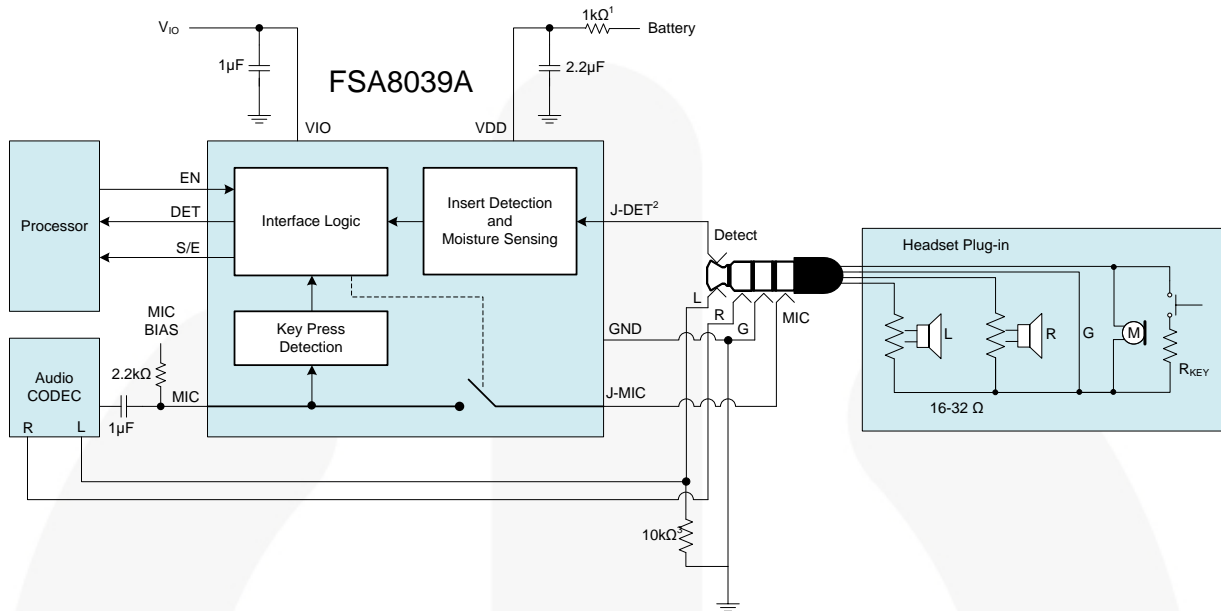 V_IO
1kΩ¹
Battery
1µF
2.2µF
FSA8039A
VIO
VDD
Processor
EN
DET
S/E
Interface Logic
Insert Detection
and
Moisture Sensing
J-DET²
Detect
Headset Plug-in
L
R
G
MIC
GND
Key Press
Detection
MIC
BIAS
2.2kΩ
Audio
CODEC
MIC
1µF
R
L
J-MIC
L
R
G
M
R_KEY
16-32 Ω
10kΩ³